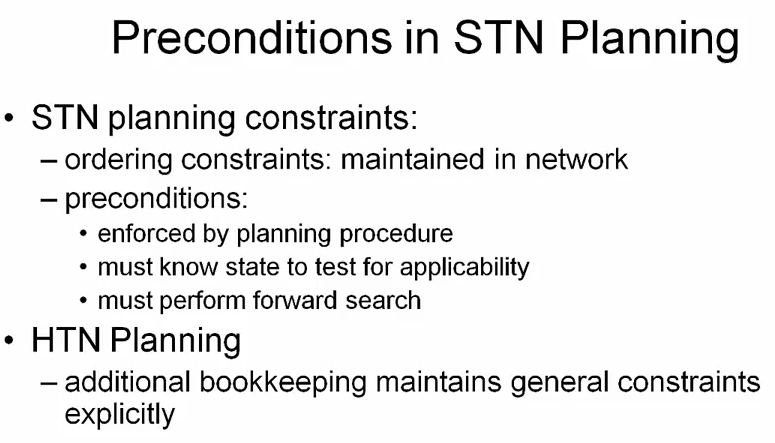 Preconditions in STN Planning
• STN planning constraints:
– ordering constraints: maintained in network
– preconditions:
• enforced by planning procedure
• must know state to test for applicability
• must perform forward search
• HTN Planning
– additional bookkeeping maintains general constraints
explicitly